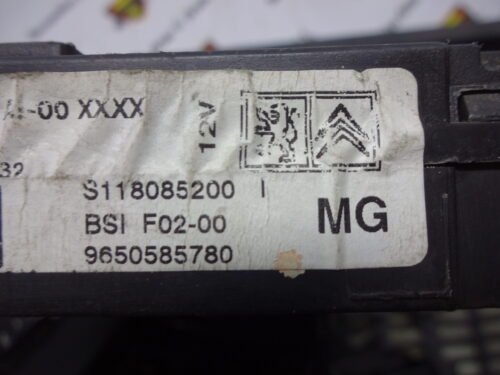 -00 XXXX
12V
32
S118085200 I
BSI F02-00
MG
9650585780